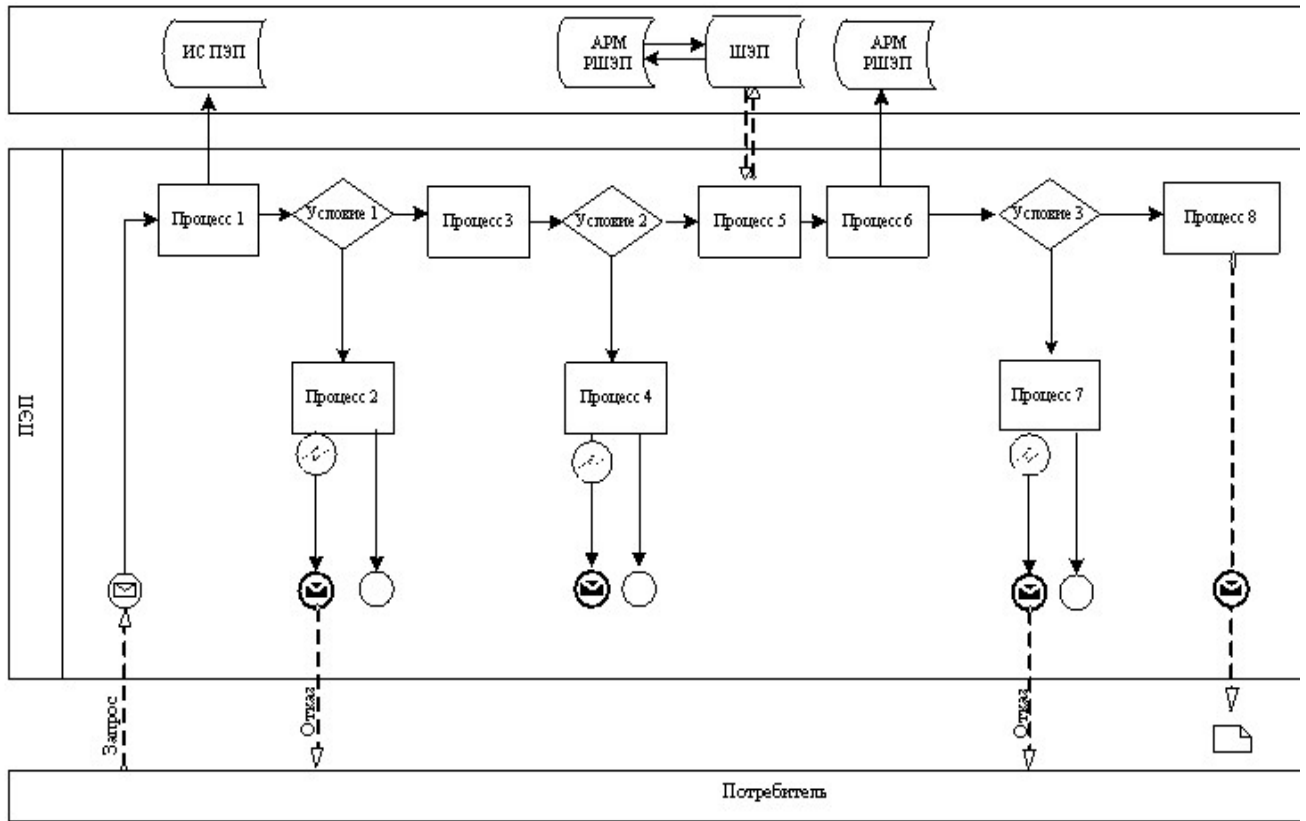 ИС ПЭП
АРМ
РШЭП
ШЭП
АРМ
РШЭП
Процесс 1
Условие 1
Процесс 3
Условие 2
Процесс 5
Процесс 6
Условие 3
Процесс 8
Процесс 2
Процесс 4
Процесс 7
ПЭП
Запрос
Отказ
Отказ
Потребитель